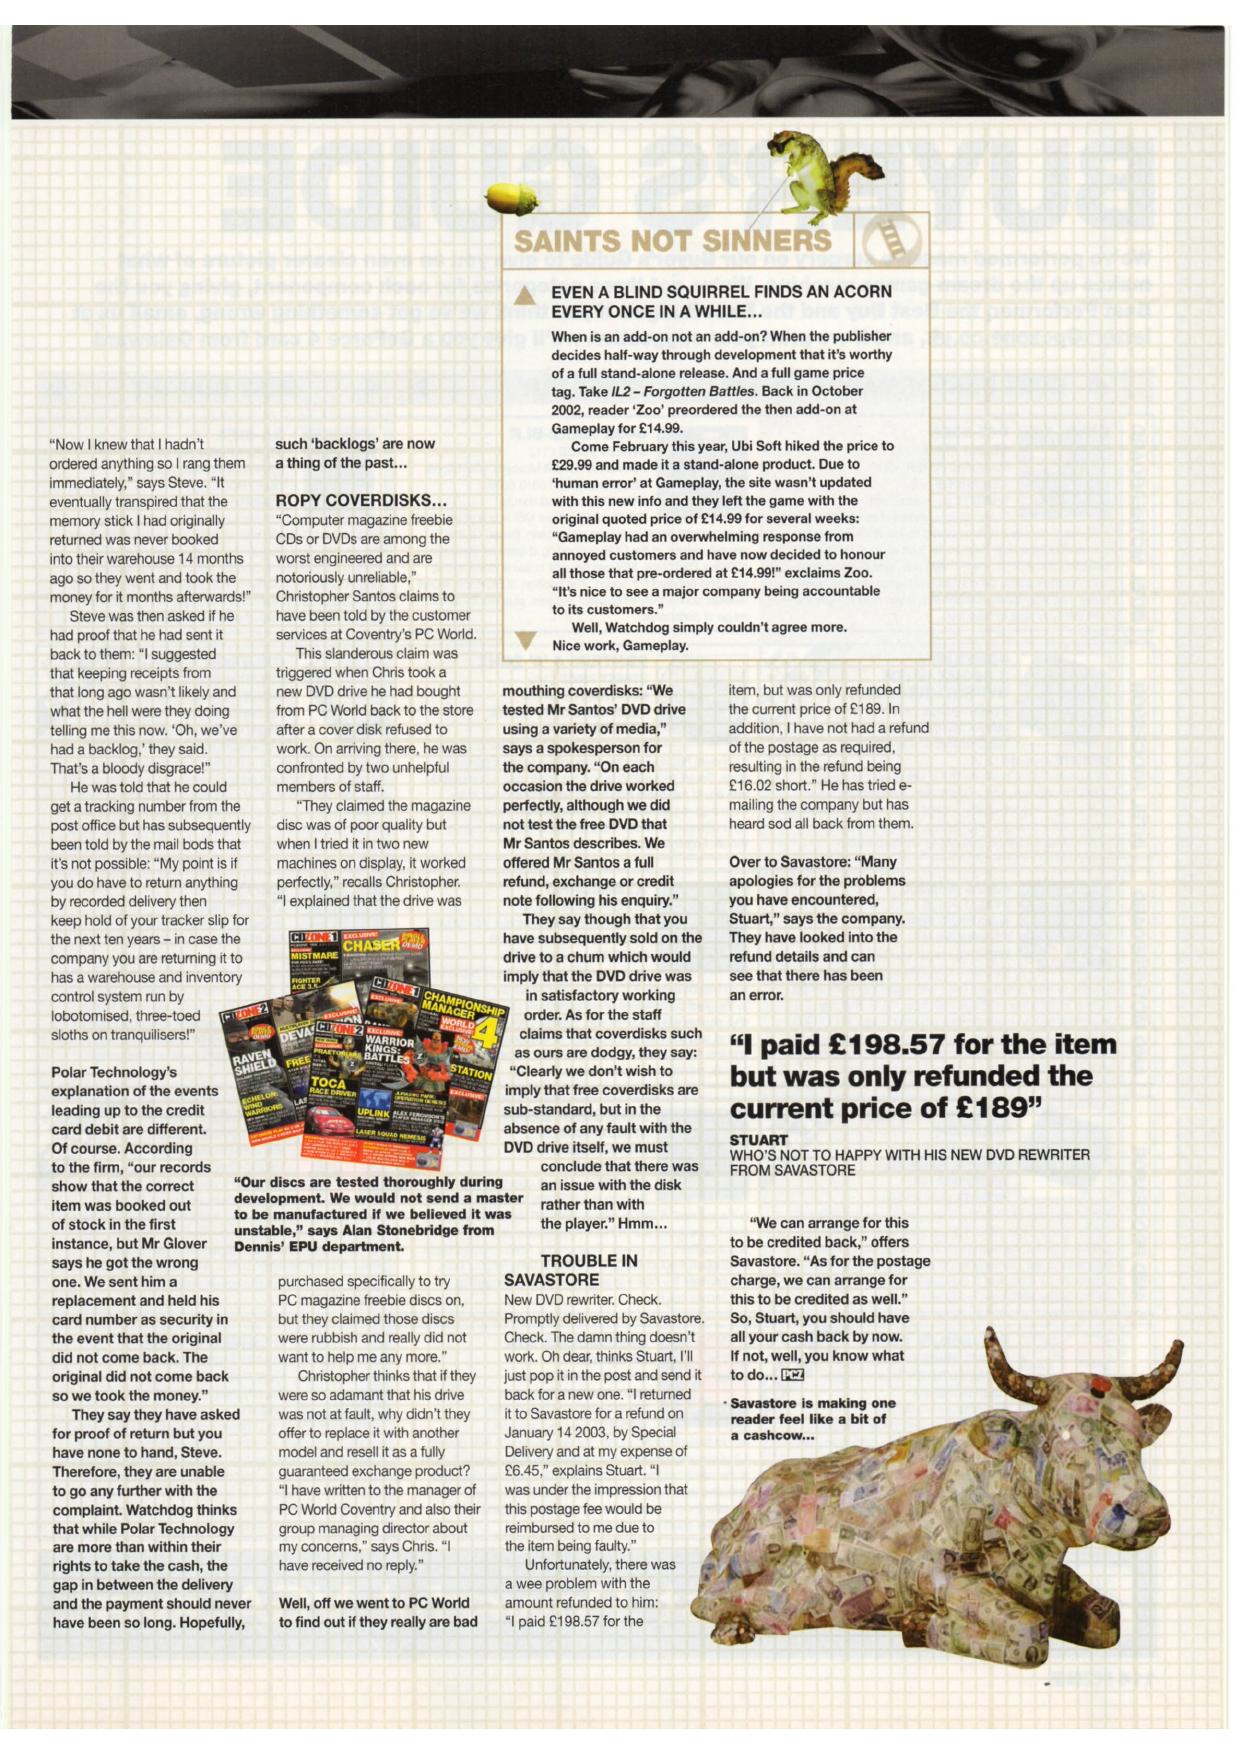 SAINTS NOT SINNERS
EVEN A BLIND SQUIRREL FINDS AN ACORN
EVERY ONCE IN A WHILE...
When is an add-on not an add-on? When the publisher
decides half-way through development that it's worthy
of a full stand-alone release. And a full game price
tag. Take IL2 – Forgotten Battles. Back in October
2002, reader 'Zoo' preordered the then add-on at
Gameplay for £14.99.
Come February this year, Ubi Soft hiked the price to
£29.99 and made it a stand-alone product. Due to
'human error' at Gameplay, the site wasn't updated
with this new info and they left the game with the
original quoted price of £14.99 for several weeks:
"Gameplay had an overwhelming response from
annoyed customers and have now decided to honour
all those that pre-ordered at £14.99!" exclaims Zoo.
"It's nice to see a major company being accountable
to its customers."
Well, Watchdog simply couldn't agree more.
Nice work, Gameplay.
"Now I knew that I hadn't
ordered anything so I rang them
immediately," says Steve. "It
eventually transpired that the
memory stick I had originally
returned was never booked
into their warehouse 14 months
ago so they went and took the
money for it months afterwards!"
Steve was then asked if he
had proof that he had sent it
back to them: "I suggested
that keeping receipts from
that long ago wasn't likely and
what the hell were they doing
telling me this now. 'Oh, we've
had a backlog,' they said.
That's a bloody disgrace!"
He was told that he could
get a tracking number from the
post office but has subsequently
been told by the mail bods that
it's not possible: "My point is if
you do have to return anything
by recorded delivery then
keep hold of your tracker slip for
the next ten years – in case the
company you are returning it to
has a warehouse and inventory
control system run by
lobotomised, three-toed
sloths on tranquilisers!"
Polar Technology's
explanation of the events
leading up to the credit
card debit are different.
Of course. According
to the firm, "our records
show that the correct
item was booked out
of stock in the first
instance, but Mr Glover
says he got the wrong
one. We sent him a
replacement and held his
card number as security in
the event that the original
did not come back. The
original did not come back
so we took the money."
They say they have asked
for proof of return but you
have none to hand, Steve.
Therefore, they are unable
to go any further with the
complaint. Watchdog thinks
that while Polar Technology
are more than within their
rights to take the cash, the
gap in between the delivery
and the payment should never
have been so long. Hopefully,
such 'backlogs' are now
a thing of the past...
ROPY COVERDISKS...
"Computer magazine freebie
CDs or DVDs are among the
worst engineered and are
notoriously unreliable,"
Christopher Santos claims to
have been told by the customer
services at Coventry's PC World.
This slanderous claim was
triggered when Chris took a
new DVD drive he had bought
from PC World back to the store
after a cover disk refused to
work. On arriving there, he was
confronted by two unhelpful
members of staff.
"They claimed the magazine
disc was of poor quality but
when I tried it in two new
machines on display, it worked
perfectly," recalls Christopher.
"I explained that the drive was
CDZONE1
EXCLUSIVE!
CHASER
MISTMARE
FIGHTER
ACE 3.5
CDZONE2
RAVEN
SHIELD
ECHELON:
WIND
WARRIORS
FREE
CDZONE2
EXCLUSIVE!
PRAETORIANS
TOCA
RACE DRIVER
CDZONE1
WARRIOR
KINGS:
BATTLES
UPLINK
LASER SQUAD NEMESIS
CHAMPIONSHIP
MANAGER
4
WORLD
EXCLUSIVE!
STATION
"Our discs are tested thoroughly during
development. We would not send a master
to be manufactured if we believed it was
unstable," says Alan Stonebridge from
Dennis' EPU department.
purchased specifically to try
PC magazine freebie discs on,
but they claimed those discs
were rubbish and really did not
want to help me any more."
Christopher thinks that if they
were so adamant that his drive
was not at fault, why didn't they
offer to replace it with another
model and resell it as a fully
guaranteed exchange product?
"I have written to the manager of
PC World Coventry and also their
group managing director about
my concerns," says Chris. "I
have received no reply."
Well, off we went to PC World
to find out if they really are bad
mouthing coverdisks: "We
tested Mr Santos' DVD drive
using a variety of media,"
says a spokesperson for
the company. "On each
occasion the drive worked
perfectly, although we did
not test the free DVD that
Mr Santos describes. We
offered Mr Santos a full
refund, exchange or credit
note following his enquiry."
They say though that you
have subsequently sold on the
drive to a chum which would
imply that the DVD drive was
in satisfactory working
order. As for the staff
claims that coverdisks such
as ours are dodgy, they say:
"Clearly we don't wish to
imply that free coverdisks are
sub-standard, but in the
absence of any fault with the
DVD drive itself, we must
conclude that there was
an issue with the disk
rather than with
the player." Hmm...
TROUBLE IN
SAVASTORE
New DVD rewriter. Check.
Promptly delivered by Savastore.
Check. The damn thing doesn't
work. Oh dear, thinks Stuart, I'll
just pop it in the post and send it
back for a new one. "I returned
it to Savastore for a refund on
January 14 2003, by Special
Delivery and at my expense of
£6.45," explains Stuart. "I
was under the impression that
this postage fee would be
reimbursed to me due to
the item being faulty."
Unfortunately, there was
a wee problem with the
amount refunded to him:
"I paid £198.57 for the
item, but was only refunded
the current price of £189. In
addition, I have not had a refund
of the postage as required,
resulting in the refund being
£16.02 short." He has tried e-
mailing the company but has
heard sod all back from them.
Over to Savastore: "Many
apologies for the problems
you have encountered,
Stuart," says the company.
They have looked into the
refund details and can
see that there has been
an error.
"I paid £198.57 for the item
but was only refunded the
current price of £189"
STUART
WHO'S NOT TO HAPPY WITH HIS NEW DVD REWRITER
FROM SAVASTORE
"We can arrange for this
to be credited back," offers
Savastore. "As for the postage
charge, we can arrange for
this to be credited as well."
So, Stuart, you should have
all your cash back by now.
If not, well, you know what
to do... PCZ
Savastore is making one
reader feel like a bit of
a cashcow...